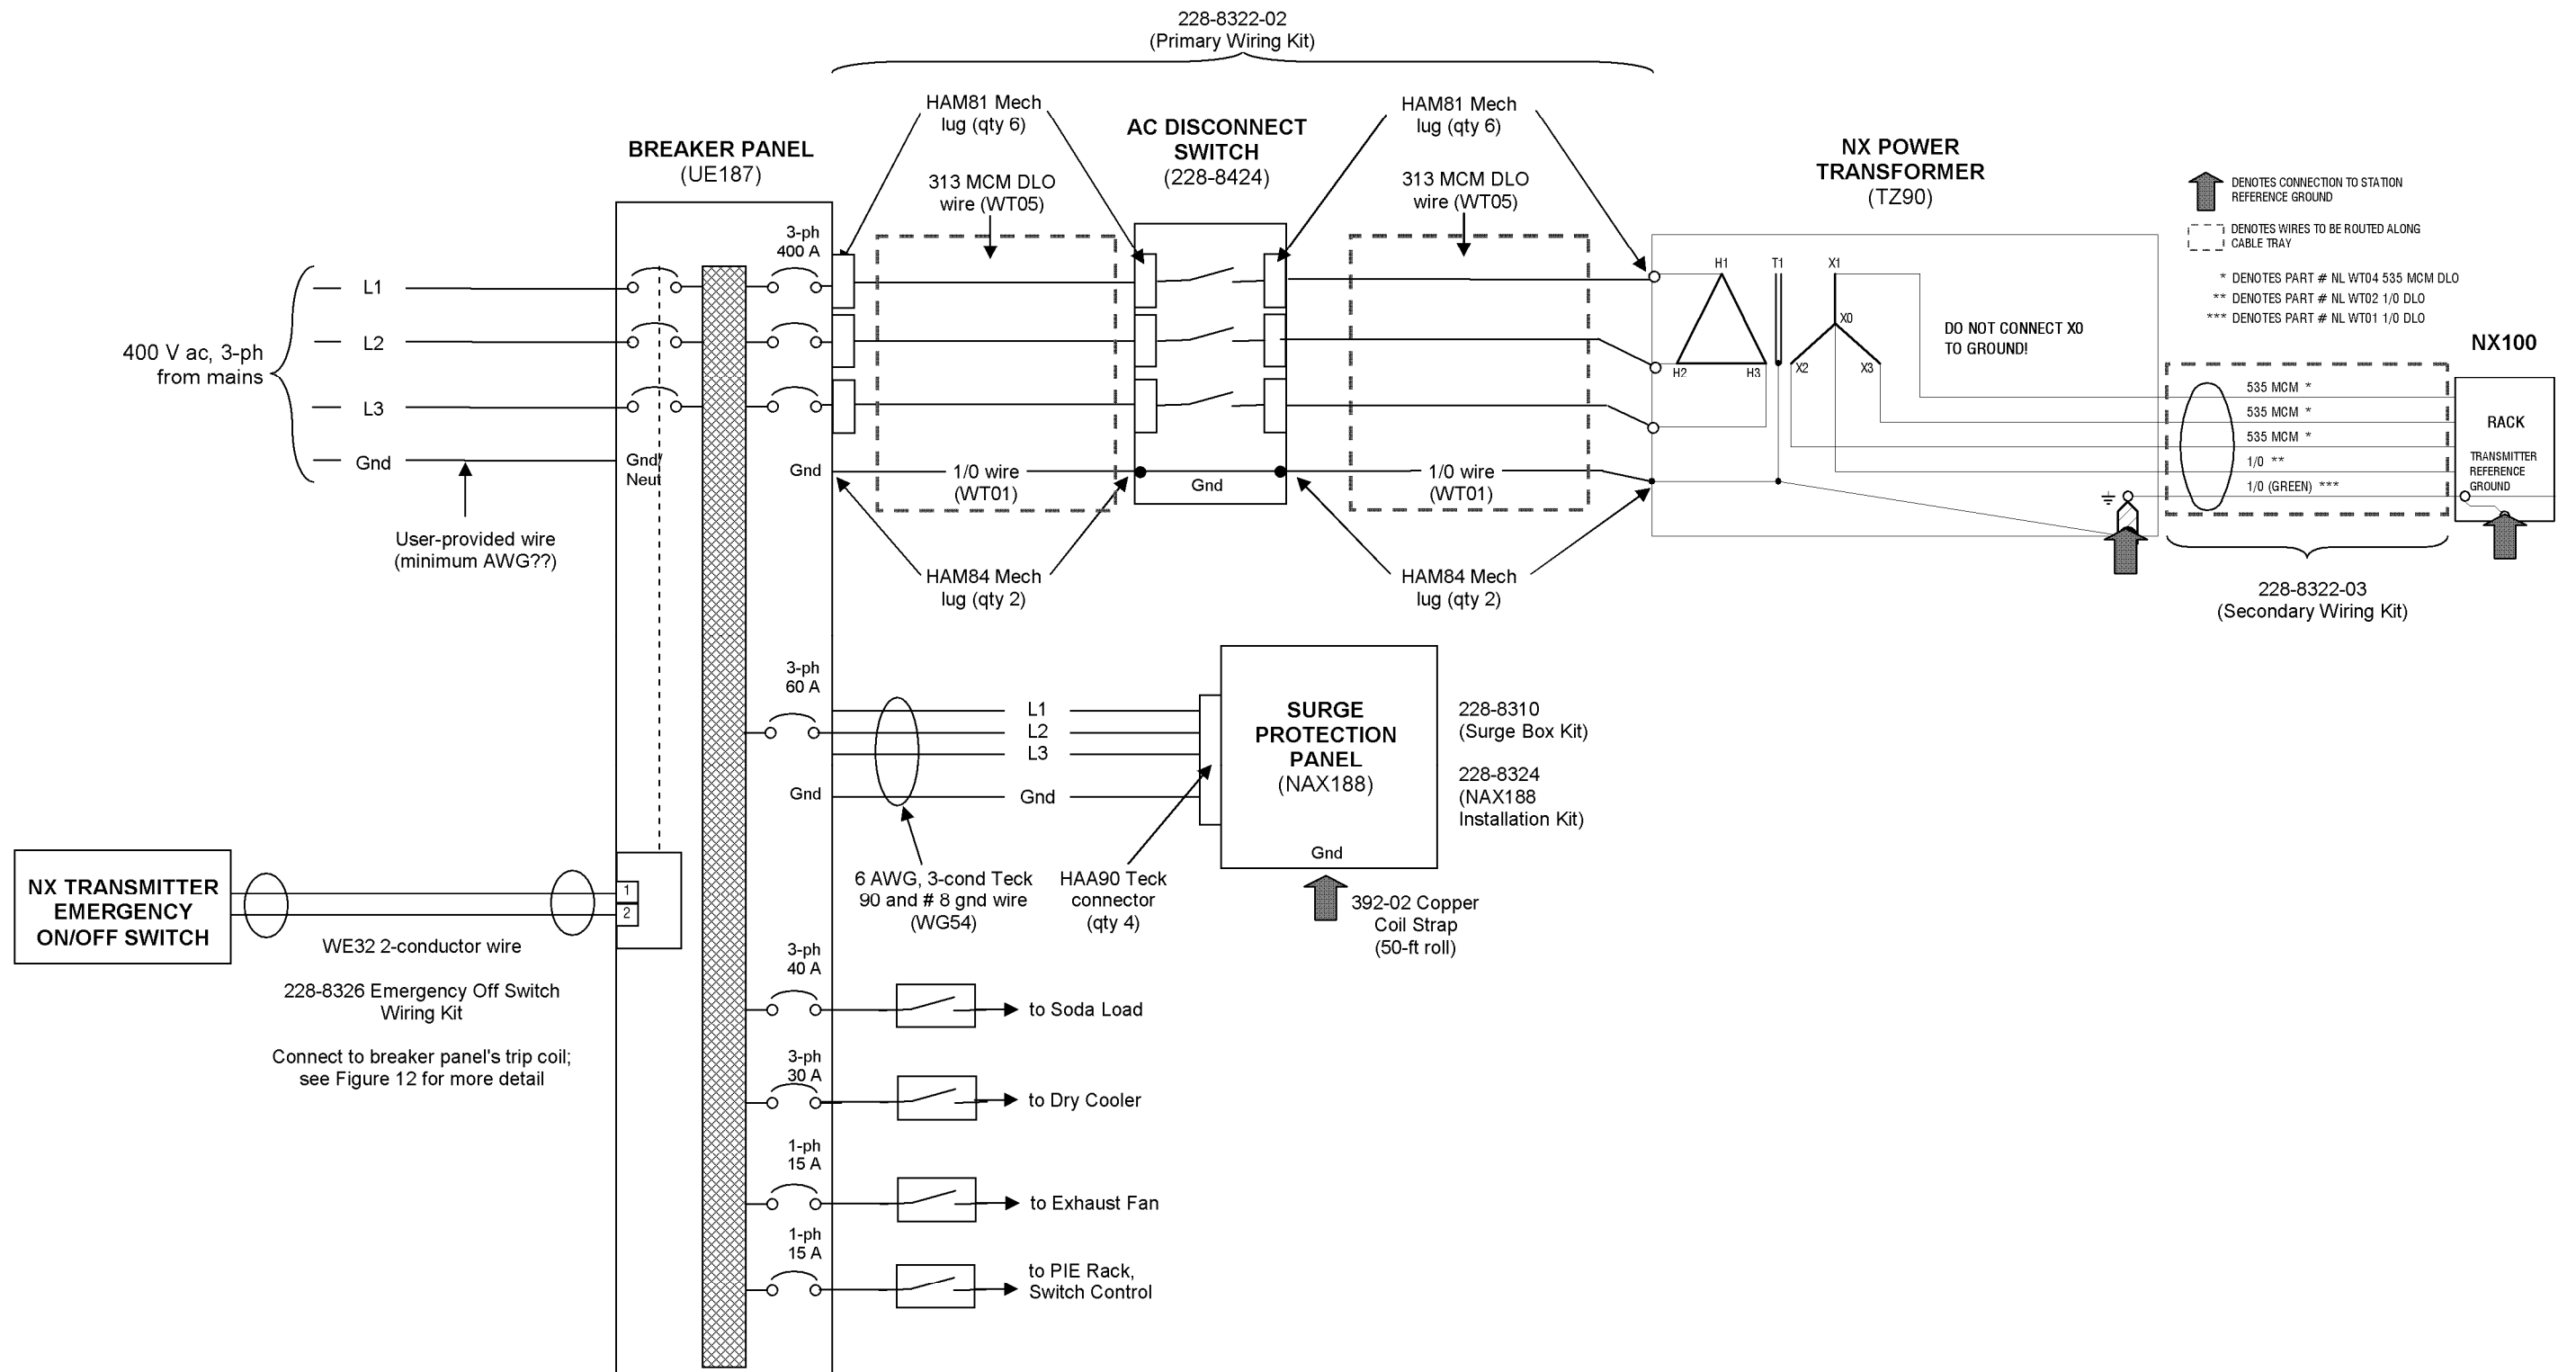 228-8322-02
(Primary Wiring Kit)
HAM81 Mech
lug (qty 6)
AC DISCONNECT
SWITCH
(228-8424)
HAM81 Mech
lug (qty 6)
BREAKER PANEL
(UE187)
313 MCM DLO
wire (WT05)
313 MCM DLO
wire (WT05)
NX POWER
TRANSFORMER
(TZ90)
DENOTES CONNECTION TO STATION
REFERENCE GROUND
DENOTES WIRES TO BE ROUTED ALONG
CABLE TRAY
* DENOTES PART # NL WT04 535 MCM DLO
** DENOTES PART # NL WT02 1/0 DLO
*** DENOTES PART # NL WT01 1/0 DLO
3-ph
400 A
400 V ac, 3-ph
from mains
L1
L2
L3
Gnd
Gnd/
Neut
Gnd
User-provided wire
(minimum AWG??)
1/0 wire
(WT01)
Gnd
1/0 wire
(WT01)
HAM84 Mech
lug (qty 2)
HAM84 Mech
lug (qty 2)
H1
T1
X1
X0
H2
H3
X2
X3
DO NOT CONNECT X0
TO GROUND!
NX100
535 MCM *
535 MCM *
535 MCM *
1/0 **
1/0 (GREEN) ***
RACK
TRANSMITTER
REFERENCE
GROUND
228-8322-03
(Secondary Wiring Kit)
3-ph
60 A
L1
L2
L3
Gnd
Gnd
SURGE
PROTECTION
PANEL
(NAX188)
Gnd
228-8310
(Surge Box Kit)
228-8324
(NAX188
Installation Kit)
6 AWG, 3-cond Teck
90 and # 8 gnd wire
(WG54)
HAA90 Teck
connector
(qty 4)
392-02 Copper
Coil Strap
(50-ft roll)
NX TRANSMITTER
EMERGENCY
ON/OFF SWITCH
1
2
WE32 2-conductor wire
228-8326 Emergency Off Switch
Wiring Kit
Connect to breaker panel's trip coil;
see Figure 12 for more detail
3-ph
40 A
to Soda Load
3-ph
30 A
to Dry Cooler
1-ph
15 A
to Exhaust Fan
1-ph
15 A
to PIE Rack,
Switch Control